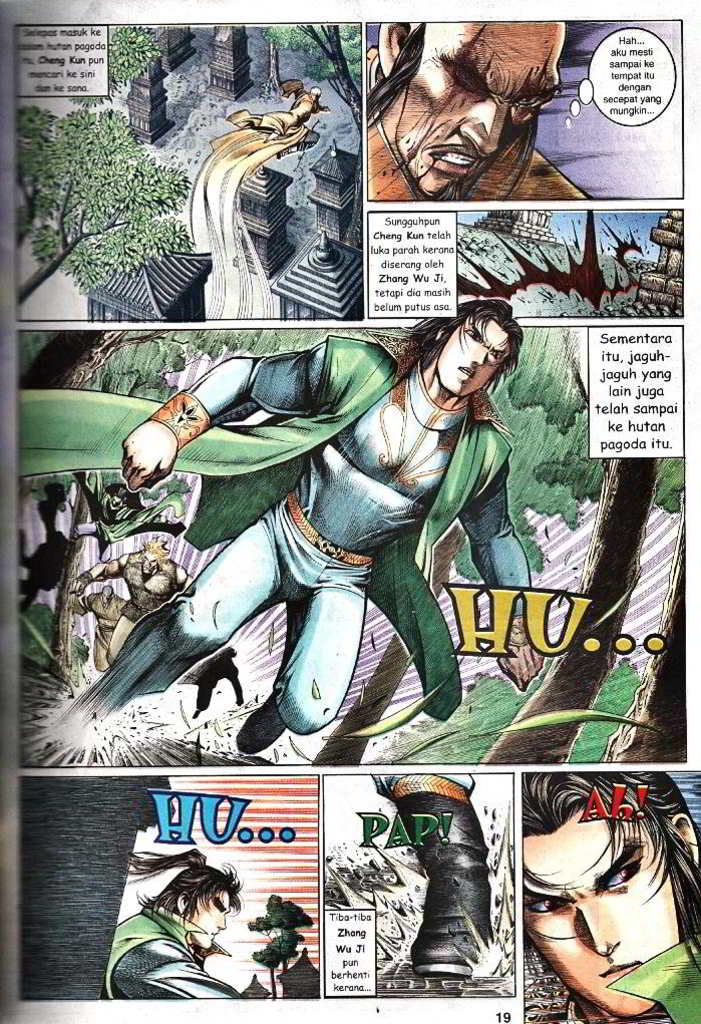 Selepas masuk ke
dalam hutan pagoda
itu, Cheng Kun pun
mencari ke sini
dan ke sana.
Hah...
aku mesti
sampai ke
tempat itu
dengan
secepat yang
mungkin...
Sungguhpun
Cheng Kun telah
luka parah kerana
diserang oleh
Zhang Wu Ji,
tetapi dia masih
belum putus asa.
Sementara
itu, jaguh-
jaguh yang
lain juga
telah sampai
ke hutan
pagoda itu.
HU...
HU...
PAP!
Tiba-tiba
Zhang
Wu Ji
pun
berhenti
kerana...
Ah!
19